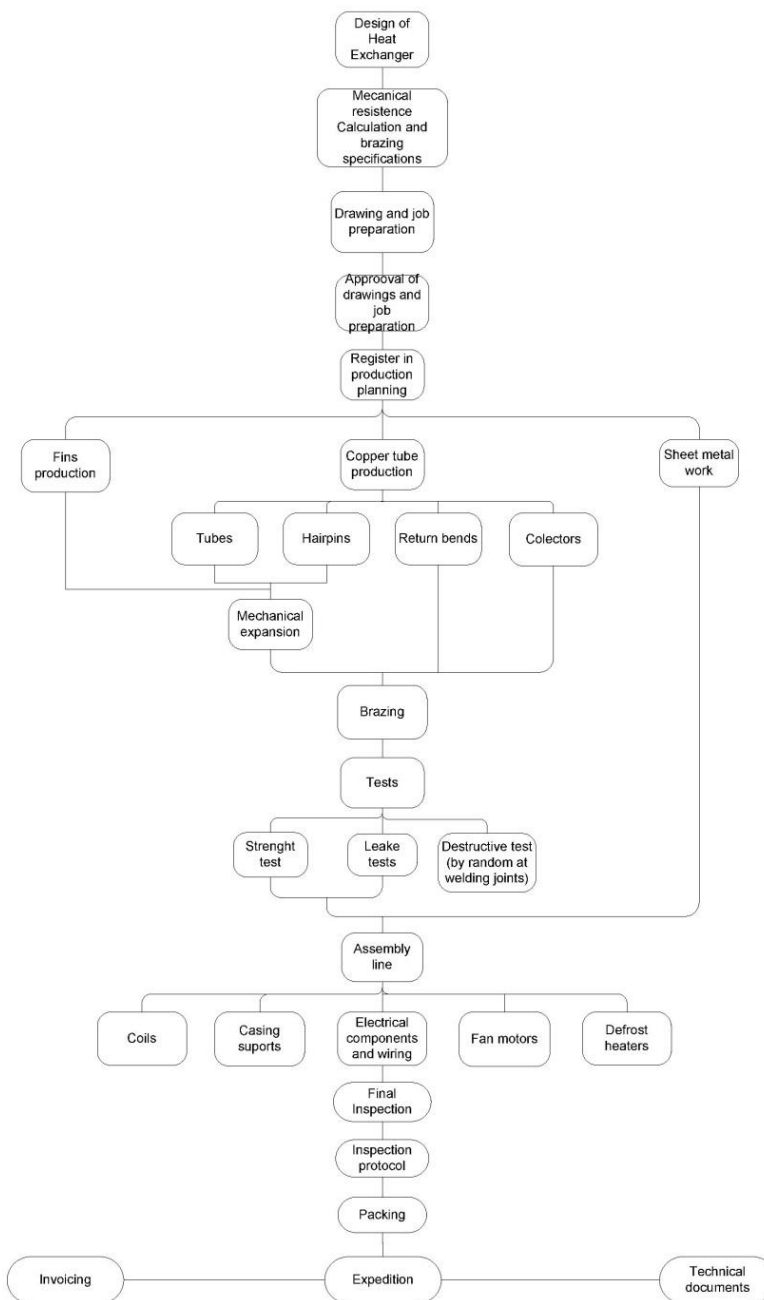 Design of
Heat
Exchanger
Mecanical
resistence
Calculation and
brazing
specifications
Drawing and job
preparation
Approoval of
drawings and
job
preparation
Register in
production
planning
Fins
production
Copper tube
production
Sheet metal
work
Tubes
Hairpins
Return bends
Colectors
Mechanical
expansion
Brazing
Tests
Strenght
test
Leake
tests
Destructive test
(by random at
welding joints)
Assembly
line
Coils
Casing
suports
Electrical
components
and wiring
Fan motors
Defrost
heaters
Final
Inspection
Inspection
protocol
Packing
Invoicing
Expedition
Technical
documents